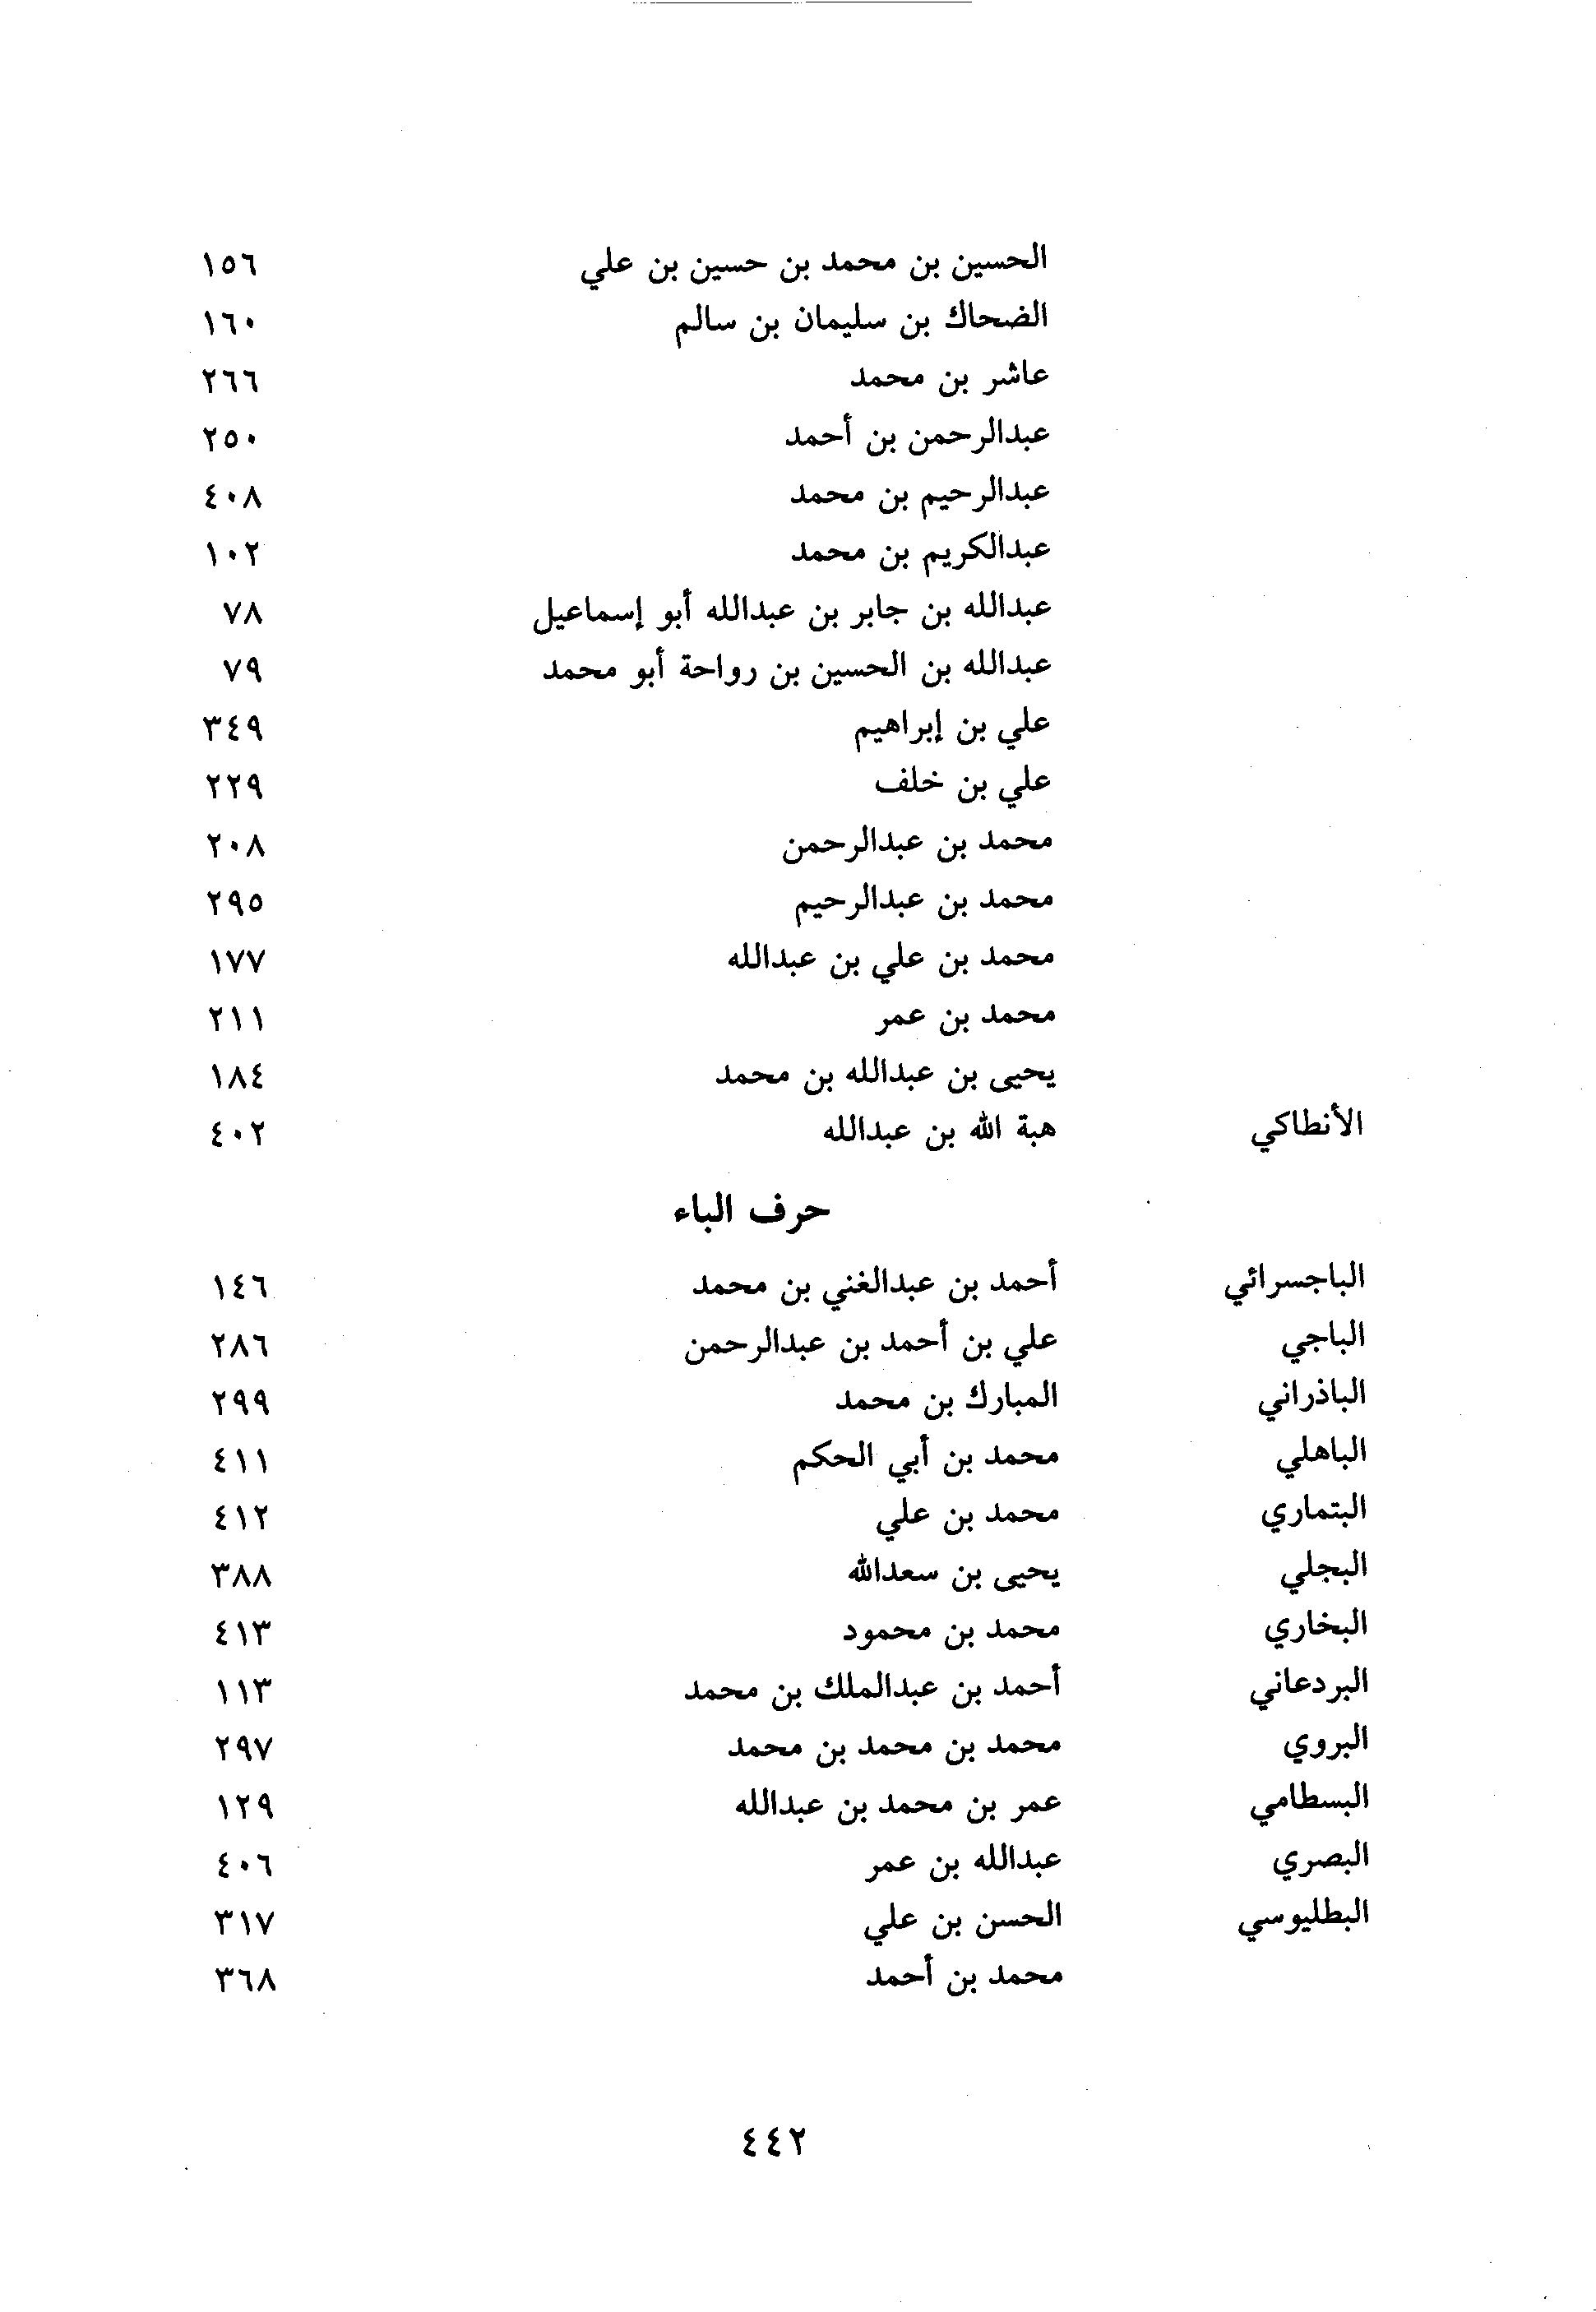 الحسين بن محمد بن حسين بن علي ١٥٦
الضحاك بن سليمان بن سالم ١٦٠
عاشر بن محمد ٢٦٦
عبدالرحمن بن أحمد ٢٥٠
عبدالرحيم بن محمد ٤٠٨
عبدالكريم بن محمد ١٠٢
عبدالله بن جابر بن عبدالله أبو إسماعيل ٧٨
عبدالله بن الحسين بن رواحة أبو محمد ٧٩
علي بن إبراهيم ٣٤٩
علي بن خلف ٢٢٩
محمد بن عبدالرحمن ٢٠٨
محمد بن عبدالرحيم ٢٩٥
محمد بن علي بن عبدالله ١٧٧
محمد بن عمر ٢١١
يحيى بن عبدالله بن محمد ١٨٤
الأنطاكي هبة الله بن عبدالله ٤٠٢
حرف الباء
الباجسرائي أحمد بن عبدالغني بن محمد ١٤٦
الباجي علي بن أحمد بن عبدالرحمن ٢٨٦
الباذراني المبارك بن محمد ٢٩٩
الباهلي محمد بن أبي الحكم ٤١١
البتماري محمد بن علي ٤١٢
البجلي يحيى بن سعدالله ٣٨٨
البخاري محمد بن محمود ٤١٣
البردعاني أحمد بن عبدالملك بن محمد ١١٣
البروي محمد بن محمد بن محمد ٢٩٧
البسطامي عمر بن محمد بن عبدالله ١٢٩
البصري عبدالله بن عمر ٤٠٦
البطليوسي الحسن بن علي ٣١٧
محمد بن أحمد ٣٦٨
٤٤٢